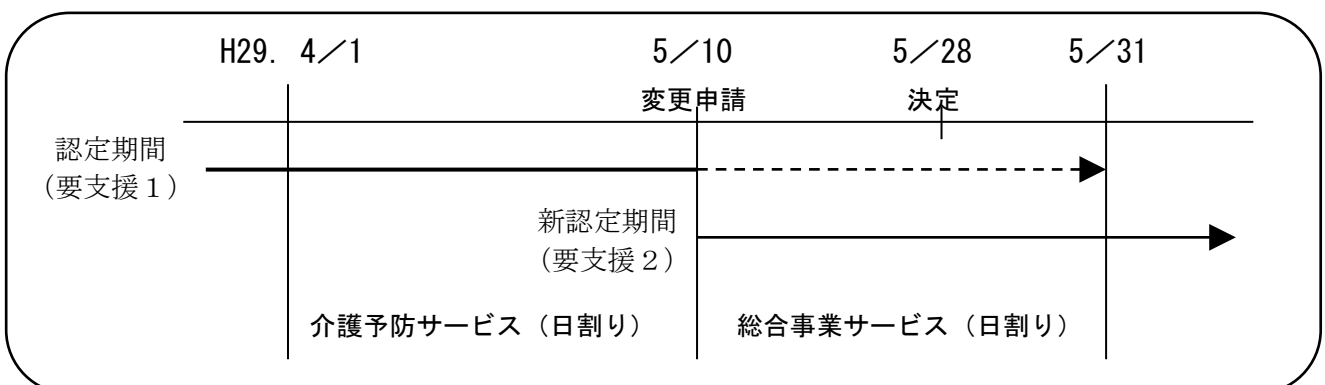 H29. 4／1 5／10 5／28 5／31
変更申請 決定
認定期間
（要支援１）
新認定期間
（要支援２）
介護予防サービス（日割り） 総合事業サービス（日割り）